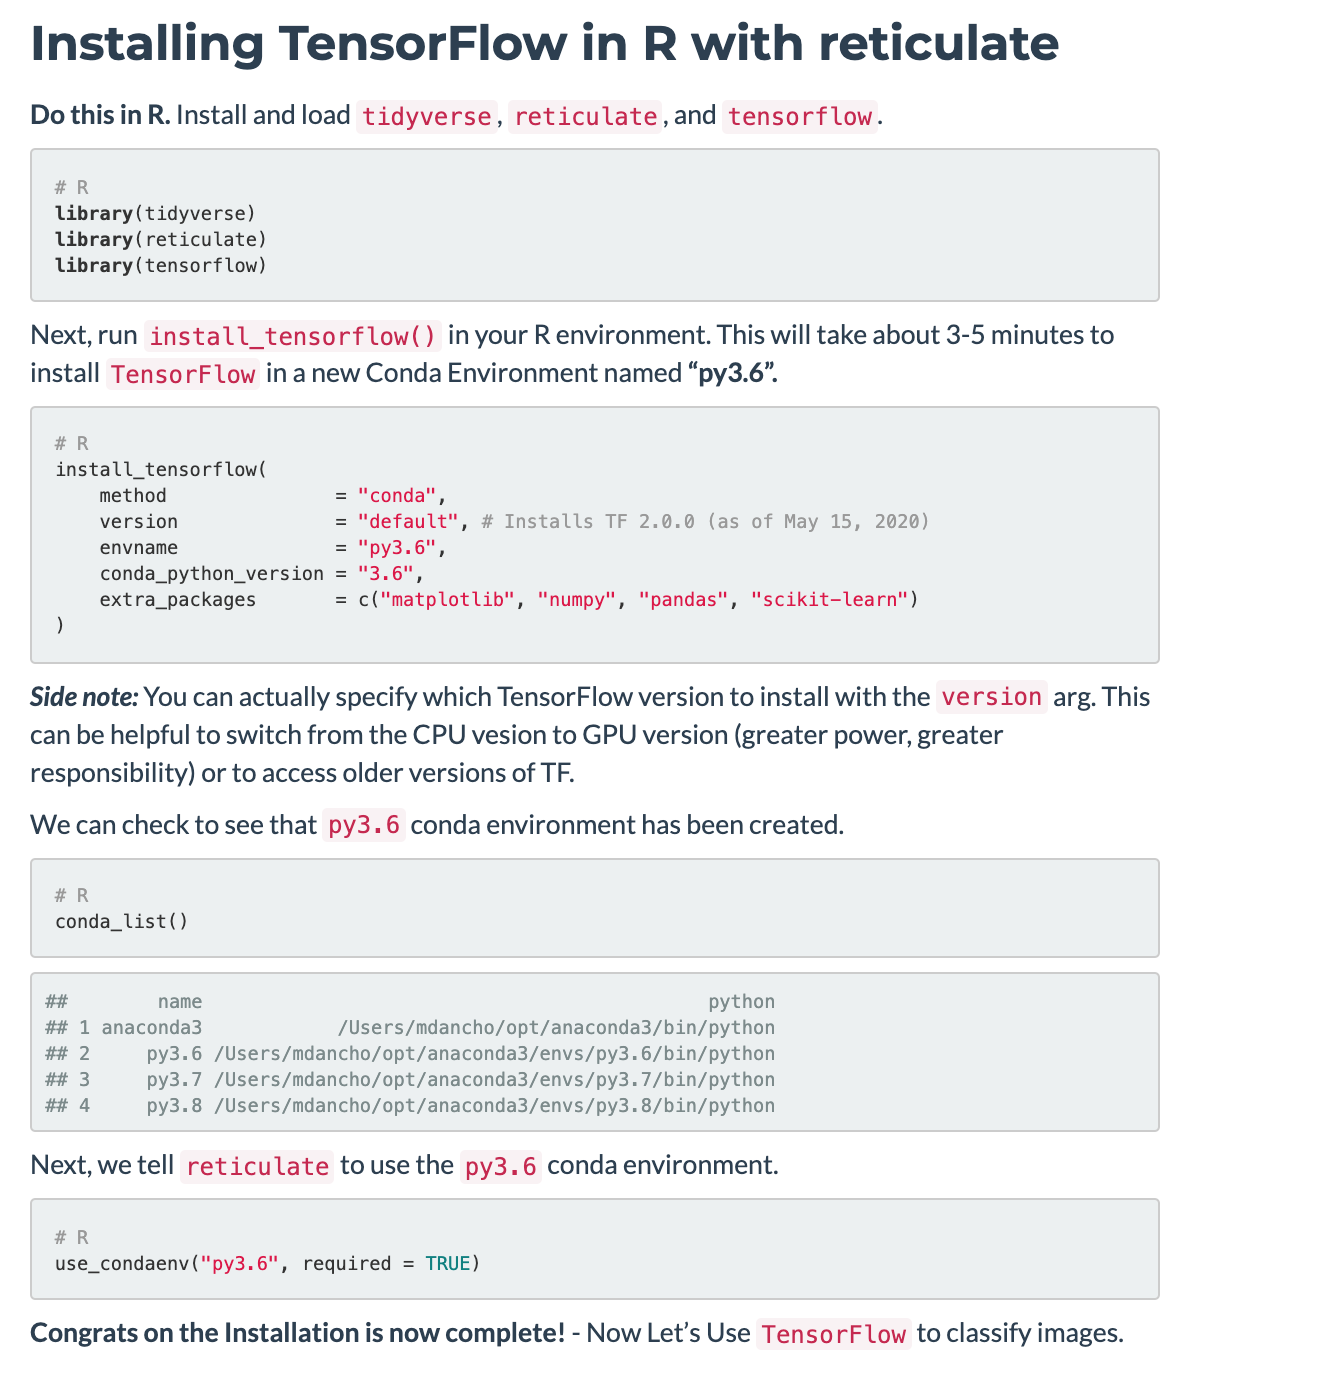 Installing TensorFlow in R with reticulate
Do this in R. Install and load tidyverse, reticulate, and tensorflow.
# R
library(tidyverse)
library(reticulate)
library(tensorflow)
Next, run install_tensorflow() in your R environment. This will take about 3-5 minutes to
install TensorFlow in a new Conda Environment named “py3.6”.
# R
install_tensorflow(
    method               = "conda",
    version              = "default", # Installs TF 2.0.0 (as of May 15, 2020)
    envname              = "py3.6",
    conda_python_version = "3.6",
    extra_packages       = c("matplotlib", "numpy", "pandas", "scikit-learn")
)
Side note: You can actually specify which TensorFlow version to install with the version arg. This
can be helpful to switch from the CPU vesion to GPU version (greater power, greater
responsibility) or to access older versions of TF.
We can check to see that py3.6 conda environment has been created.
# R
conda_list()
##        name                                             python
## 1 anaconda3            /Users/mdancho/opt/anaconda3/bin/python
## 2     py3.6 /Users/mdancho/opt/anaconda3/envs/py3.6/bin/python
## 3     py3.7 /Users/mdancho/opt/anaconda3/envs/py3.7/bin/python
## 4     py3.8 /Users/mdancho/opt/anaconda3/envs/py3.8/bin/python
Next, we tell reticulate to use the py3.6 conda environment.
# R
use_condaenv("py3.6", required = TRUE)
Congrats on the Installation is now complete! - Now Let’s Use TensorFlow to classify images.